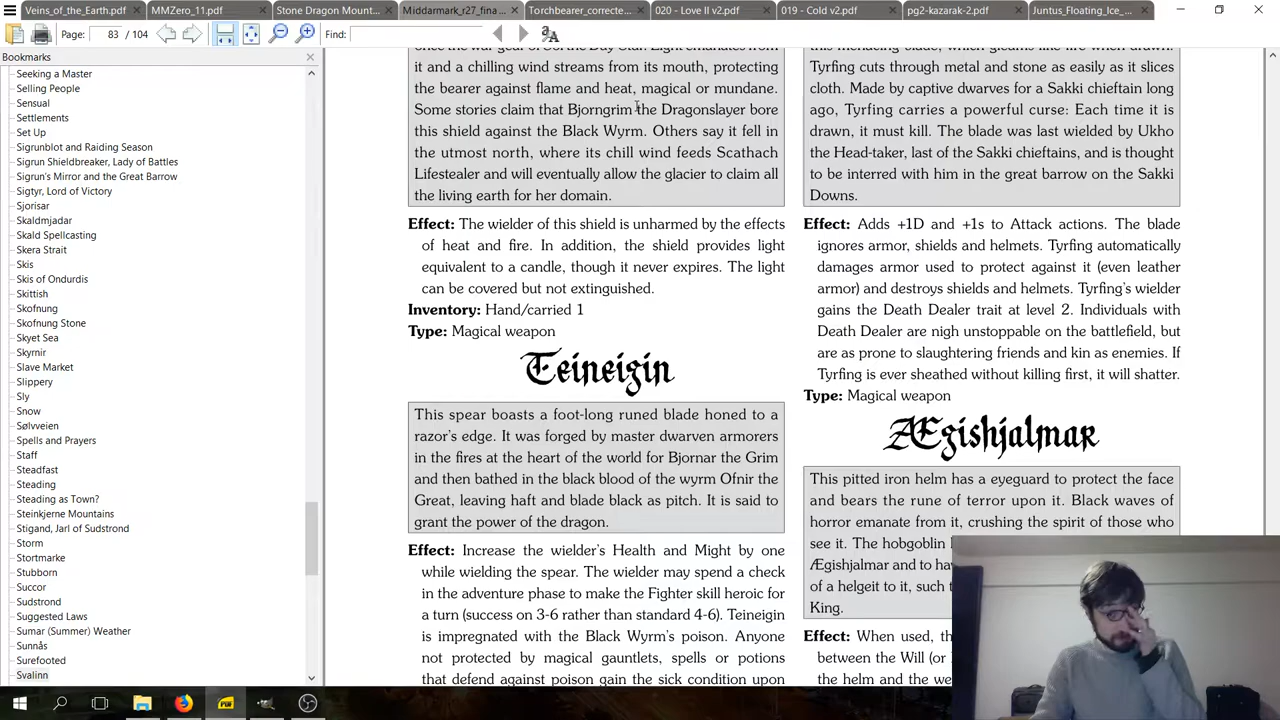 Veins_of_the_Earth.pdf
MMZero_11.pdf
Stone Dragon Mount...
Middarmark_r27_fina...
Torchbearer_correcte...
020 - Love II v2.pdf
019 - Cold v2.pdf
pg2-kazarak-2.pdf
Juntus_Floating_Ice_...
Page: 83 / 104
Find:
Bookmarks
Seeking a Master
Selling People
Sensual
Settlements
Set Up
Sigrunblot and Raiding Season
Sigrun Shieldbreaker, Lady of Battles
Sigrun's Mirror and the Great Barrow
Sigtyr, Lord of Victory
Sjorisar
Skaldmjadar
Skald Spellcasting
Skera Strait
Skis
Skis of Ondurdis
Skittish
Skofnung
Skofnung Stone
Skyet Sea
Skyrnir
Slave Market
Slippery
Sly
Snow
Sølvveien
Spells and Prayers
Staff
Steadfast
Steading
Steading as Town?
Steinkjerne Mountains
Stigand, Jarl of Sudstrond
Storm
Stortmarke
Stubborn
Succor
Sudstrond
Suggested Laws
Sumar (Summer) Weather
Sunnås
Surefooted
Svalinn
once the war gear of Sol the Day Star. Light emanates from
it and a chilling wind streams from its mouth, protecting
the bearer against flame and heat, magical or mundane.
Some stories claim that Bjorngrim the Dragonslayer bore
this shield against the Black Wyrm. Others say it fell in
the utmost north, where its chill wind feeds Scathach
Lifestealer and will eventually allow the glacier to claim all
the living earth for her domain.
Effect: The wielder of this shield is unharmed by the effects
of heat and fire. In addition, the shield provides light
equivalent to a candle, though it never expires. The light
can be covered but not extinguished.
Inventory: Hand/carried 1
Type: Magical weapon
Teineigin
This spear boasts a foot-long runed blade honed to a
razor's edge. It was forged by master dwarven armorers
in the fires at the heart of the world for Bjornar the Grim
and then bathed in the black blood of the wyrm Ofnir the
Great, leaving haft and blade black as pitch. It is said to
grant the power of the dragon.
Effect: Increase the wielder's Health and Might by one
while wielding the spear. The wielder may spend a check
in the adventure phase to make the Fighter skill heroic for
a turn (success on 3-6 rather than standard 4-6). Teineigin
is impregnated with the Black Wyrm's poison. Anyone
not protected by magical gauntlets, spells or potions
that defend against poison gain the sick condition upon
this mending blade, which gleams like fire when drawn.
Tyrfing cuts through metal and stone as easily as it slices
cloth. Made by captive dwarves for a Sakki chieftain long
ago, Tyrfing carries a powerful curse: Each time it is
drawn, it must kill. The blade was last wielded by Ukho
the Head-taker, last of the Sakki chieftains, and is thought
to be interred with him in the great barrow on the Sakki
Downs.
Effect: Adds +1D and +1s to Attack actions. The blade
ignores armor, shields and helmets. Tyrfing automatically
damages armor used to protect against it (even leather
armor) and destroys shields and helmets. Tyrfing's wielder
gains the Death Dealer trait at level 2. Individuals with
Death Dealer are nigh unstoppable on the battlefield, but
are as prone to slaughtering friends and kin as enemies. If
Tyrfing is ever sheathed without killing first, it will shatter.
Type: Magical weapon
Ægishjalmar
This pitted iron helm has a eyeguard to protect the face
and bears the rune of terror upon it. Black waves of
horror emanate from it, crushing the spirit of those who
see it. The hobgoblin
Ægishjalmar and to ha
of a helgeit to it, such
King.
Effect: When used, th
between the Will (or
the helm and the we